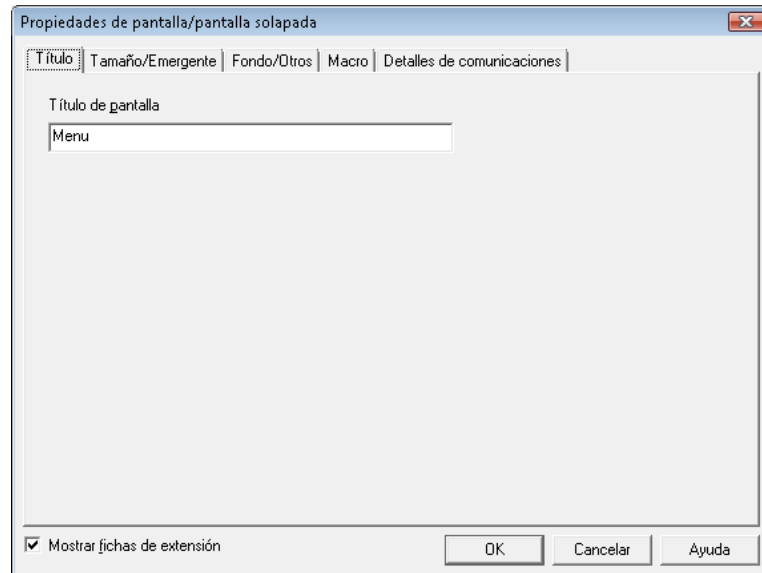 Propiedades de pantalla/pantalla solapada
Título Tamaño/Emergente Fondo/Otros Macro Detalles de comunicaciones
Título de pantalla
Menu
Mostrar fichas de extensión
OK Cancelar Ayuda